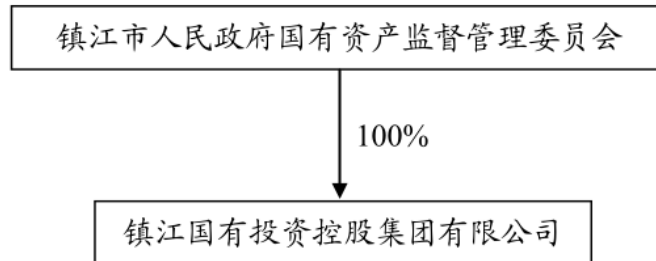 镇江市人民政府国有资产监督管理委员会
100%
镇江国有投资控股集团有限公司